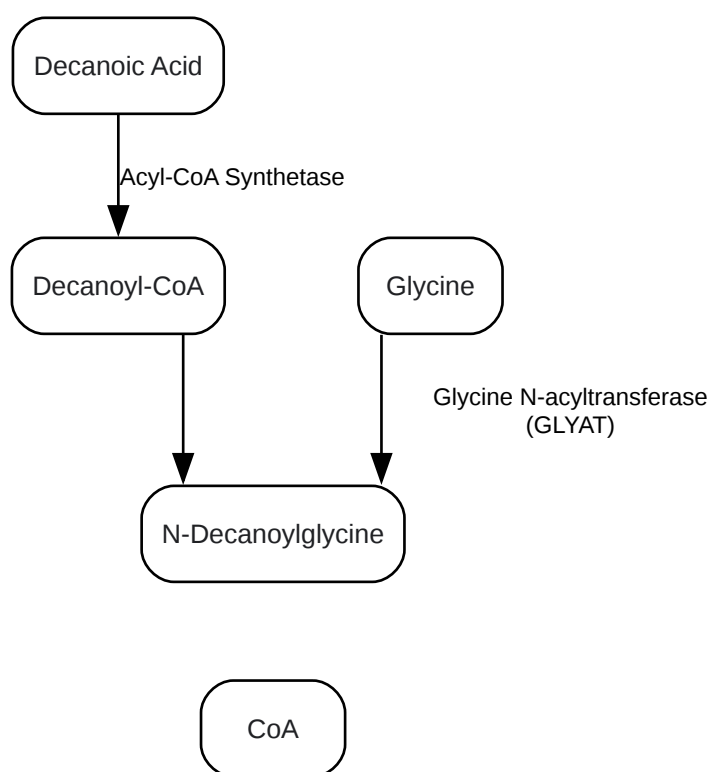 Decanoic Acid
Acyl-CoA Synthetase
Decanoyl-CoA
Glycine
Glycine N-acyltransferase
(GLYAT)
N-Decanoylglycine
CoA